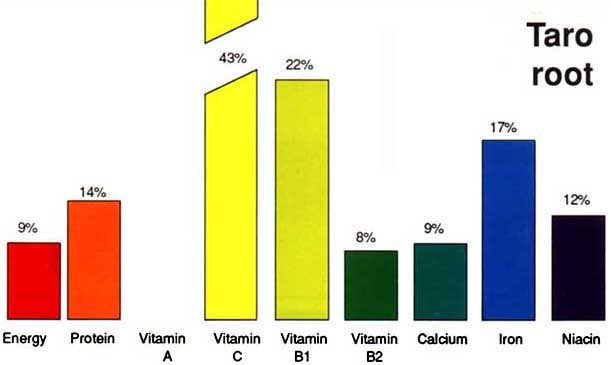 Taro
root
43%
22%
17%
14%
12%
9%
8%
9%
Energy Protein Vitamin A Vitamin C Vitamin B1 Vitamin B2 Calcium Iron Niacin